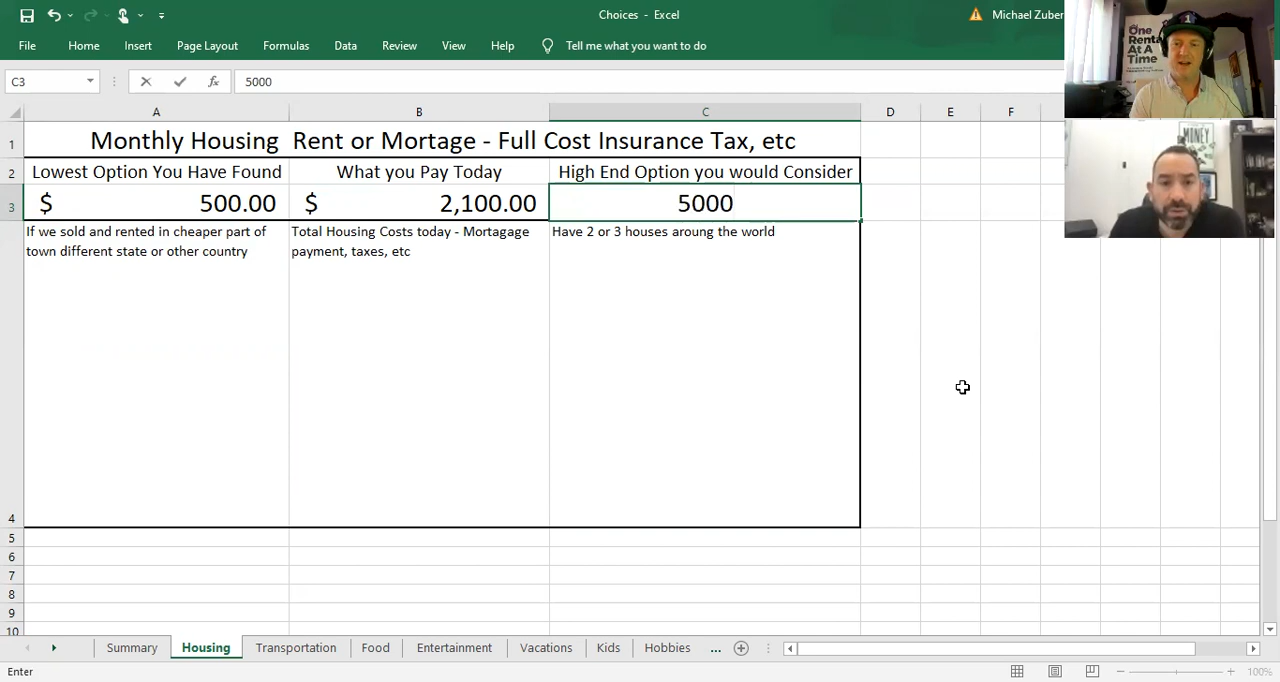 Choices - Excel
Michael Zuber
File Home Insert Page Layout Formulas Data Review View Help Tell me what you want to do
C3 fx 5000
A B C D E F
1 Monthly Housing Rent or Mortage - Full Cost Insurance Tax, etc
2 Lowest Option You Have Found What you Pay Today High End Option you would Consider
3 $ 500.00 $ 2,100.00 5000
If we sold and rented in cheaper part of
town different state or other country
Total Housing Costs today - Mortagage
payment, taxes, etc
Have 2 or 3 houses aroung the world
4
5
6
7
8
9
10
Summary Housing Transportation Food Entertainment Vacations Kids Hobbies ...
Enter
100%
One
Rental
At A
Time
MONEY